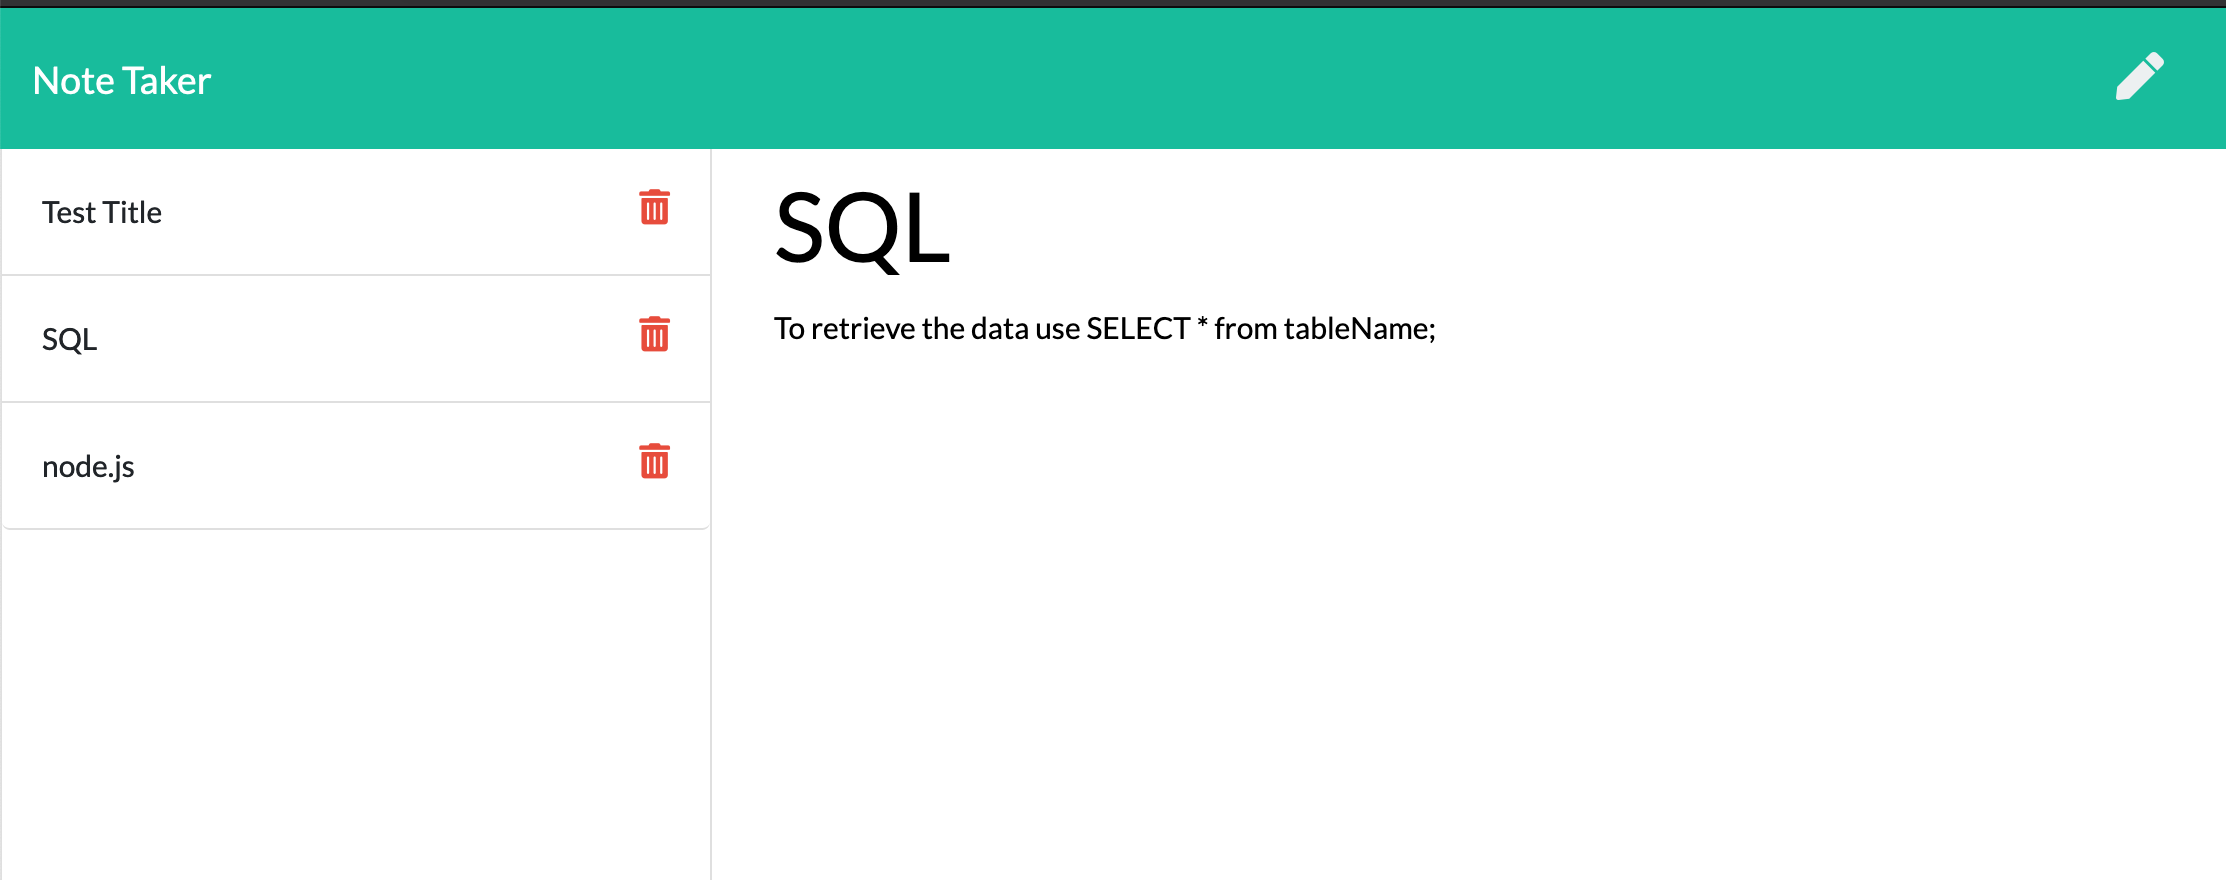 Note Taker
Test Title
SQL
node.js
SQL
To retrieve the data use SELECT * from tableName;